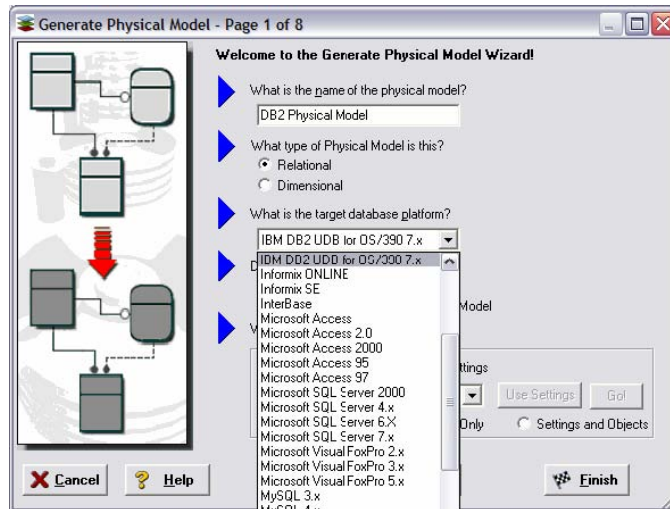 Generate Physical Model - Page 1 of 8
Welcome to the Generate Physical Model Wizard!
What is the name of the physical model?
DB2 Physical Model
What type of Physical Model is this?
Relational
Dimensional
What is the target database platform?
IBM DB2 UDB for OS/390 7.x
IBM DB2 UDB for OS/390 7.x
Informix ONLINE
Informix SE
InterBase
Microsoft Access
Model
Microsoft Access 2.0
Microsoft Access 2000
Microsoft Access 95
ttings
Microsoft Access 97
Microsoft SQL Server 2000
Use Settings
Go!
Microsoft SQL Server 4.x
Microsoft SQL Server 6.X
Only
Settings and Objects
Microsoft SQL Server 7.x
Microsoft Visual FoxPro 2.x
Microsoft Visual FoxPro 3.x
Microsoft Visual FoxPro 5.x
MySQL 3.x
MySQL 4.x
Cancel
Help
Finish